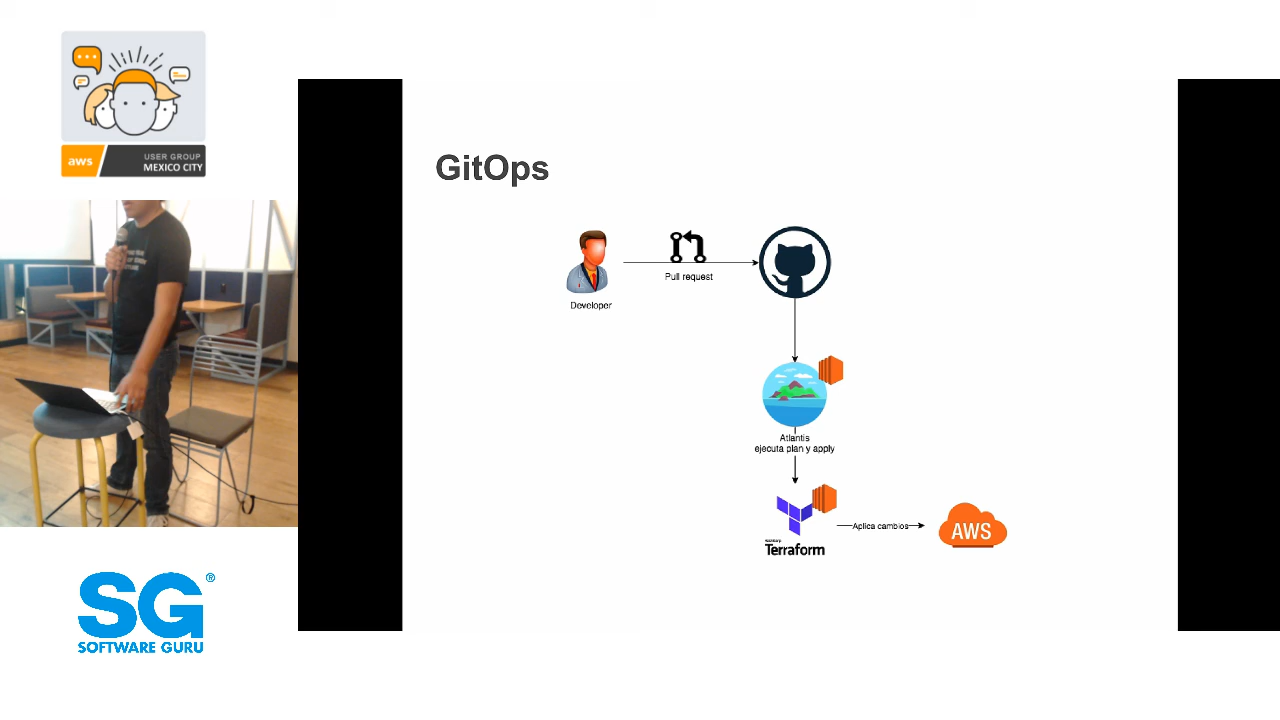 aws
USER GROUP
MEXICO CITY
GitOps
Pull request
Developer
Atlantis
ejecuta plan y apply
Terraform
Aplica cambios
AWS
SG®
SOFTWARE GURU